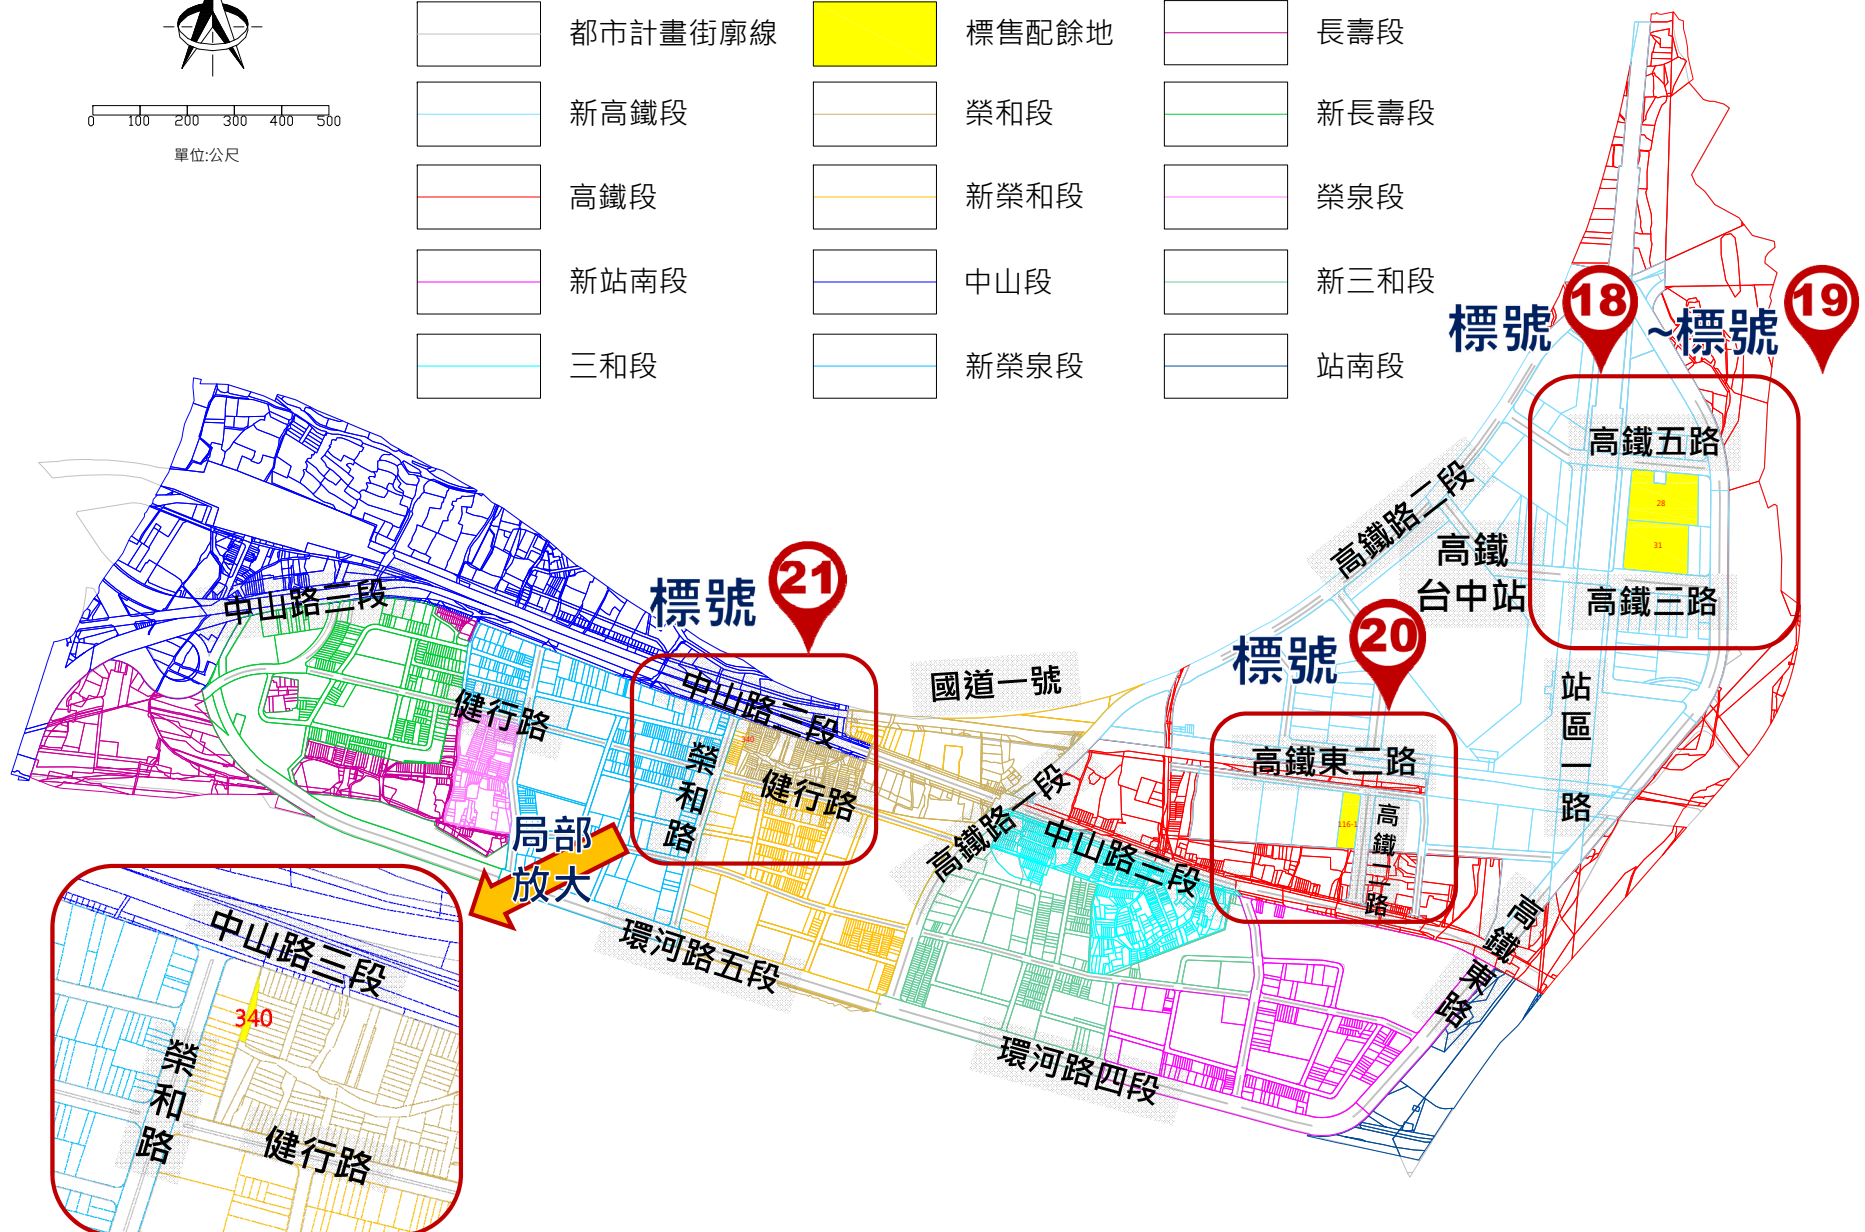 0 100 200 300 400 500
單位:公尺
都市計畫街廓線
標售配餘地
長壽段
新高鐵段
榮和段
新長壽段
高鐵段
新榮和段
榮泉段
新站南段
中山段
新三和段
三和段
新榮泉段
站南段
標號 18 ~標號 19
高鐵五路
28
31
高鐵三路
高鐵路二段
高鐵
台中站
標號 21
標號 20
中山路三段
國道一號
站區一路
健行路
中山路三段
340
榮和路
健行路
高鐵東二路
116-1
高鐵二路
高鐵路一段
中山路三段
局部
放大
高鐵東路
環河路五段
環河路四段
中山路三段
340
榮和路
健行路